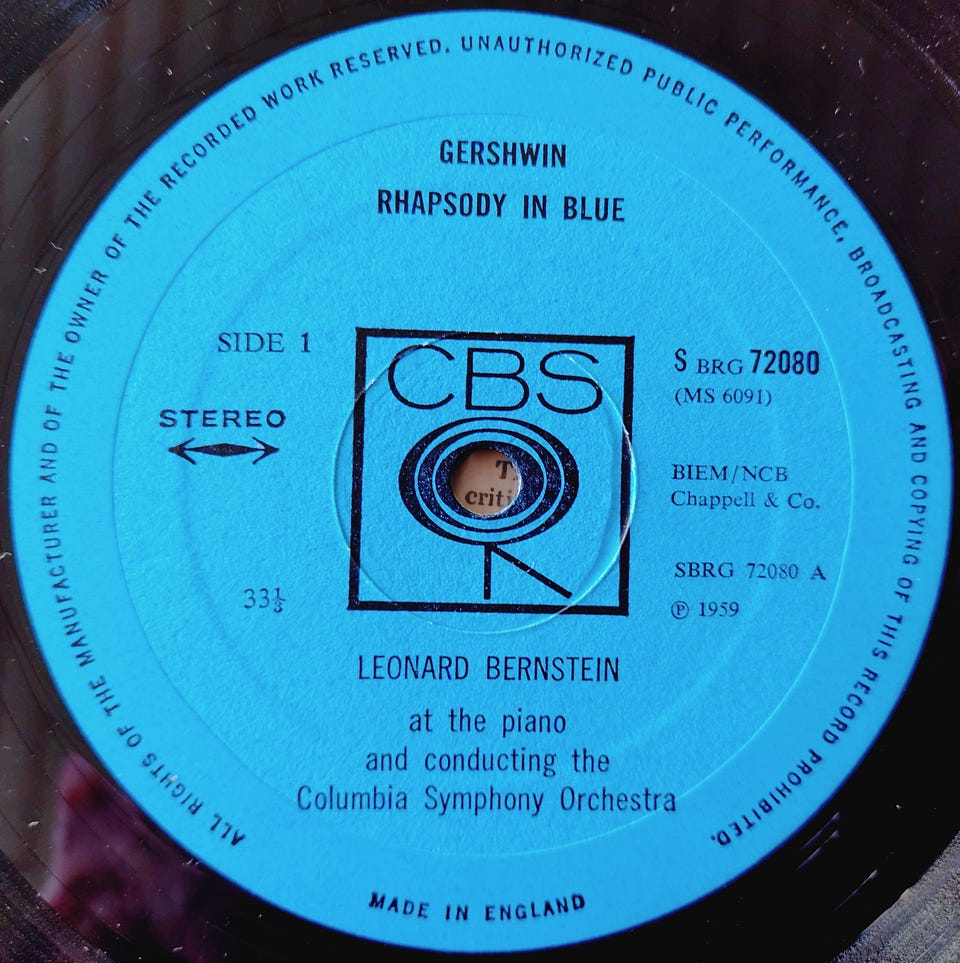 ALL RIGHTS OF THE MANUFACTURER AND OF THE OWNER OF THE RECORDED WORK RESERVED. UNAUTHORIZED PUBLIC PERFORMANCE, BROADCASTING AND COPYING OF THIS RECORD PROHIBITED.
GERSHWIN
RHAPSODY IN BLUE
SIDE 1
STEREO
33⅓
CBS
S BRG 72080
(MS 6091)
BIEM/NCB
Chappell & Co.
SBRG 72080 A
℗ 1959
LEONARD BERNSTEIN
at the piano
and conducting the
Columbia Symphony Orchestra
MADE IN ENGLAND